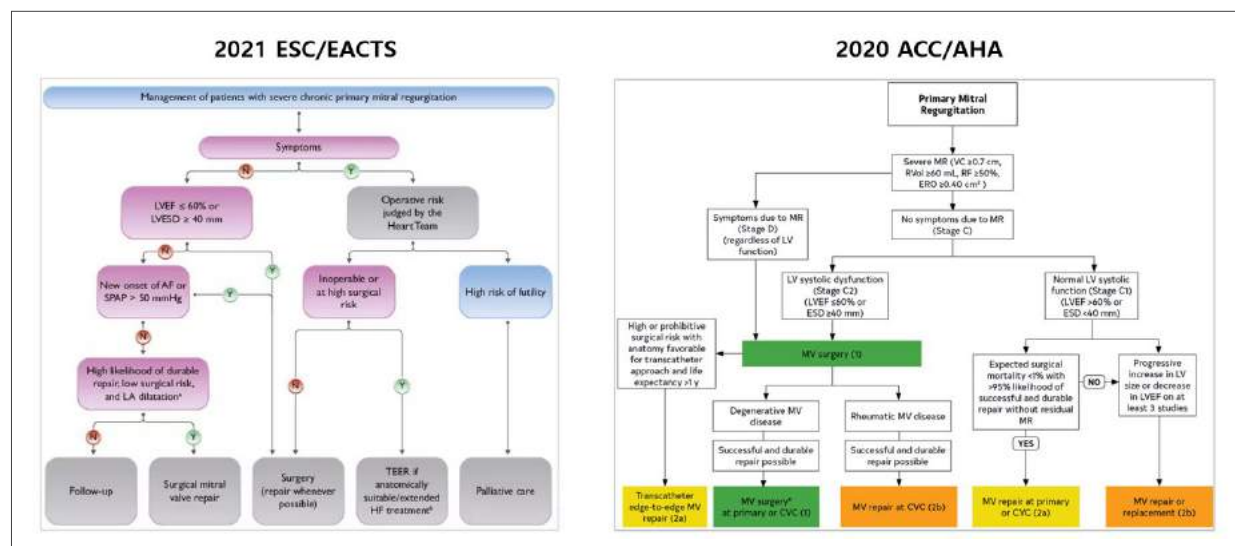 2021 ESC/EACTS
Management of patients with severe chronic primary mitral regurgitation
Symptoms
N
Y
LVEF ≤ 60% or
LVESD ≥ 40 mm
Operative risk
judged by the
HeartTeam
N
Y
New onset of AF or
SPAP > 50 mmHg
Y
Inoperable or
at high surgical
risk
High risk of futility
N
High likelihood of durable
repair, low surgical risk,
and LA dilatationᵃ
N
Y
N
Y
Follow-up
Surgical mitral
valve repair
Surgery
(repair whenever
possible)
TEER if
anatomically
suitable/extended
HF treatmentᵇ
Palliative care
2020 ACC/AHA
Primary Mitral
Regurgitation
Severe MR (VC ≥0.7 cm,
RVol ≥60 mL, RF ≥50%,
ERO ≥0.40 cm²)
Symptoms due to MR
(Stage D)
(regardless of LV
function)
No symptoms due to MR
(Stage C)
LV systolic dysfunction
(Stage C2)
(LVEF ≤60% or
ESD ≥40 mm)
Normal LV systolic
function (Stage C1)
(LVEF >60% or
ESD <40 mm)
High or prohibitive
surgical risk with
anatomy favorable
for transcatheter
approach and life
expectancy >1 y
MV surgery (1)
Expected surgical
mortality <1% with
>95% likelihood of
successful and durable
repair without residual
MR
NO
Progressive
increase in LV
size or decrease
in LVEF on at
least 3 studies
Degenerative MV
disease
Rheumatic MV disease
YES
Successful and durable
repair possible
Successful and durable
repair possible
Transcatheter
edge-to-edge MV
repair (2a)
MV surgery*
at primary or CVC (1)
MV repair at CVC (2b)
MV repair at primary
or CVC (2a)
MV repair or
replacement (2b)